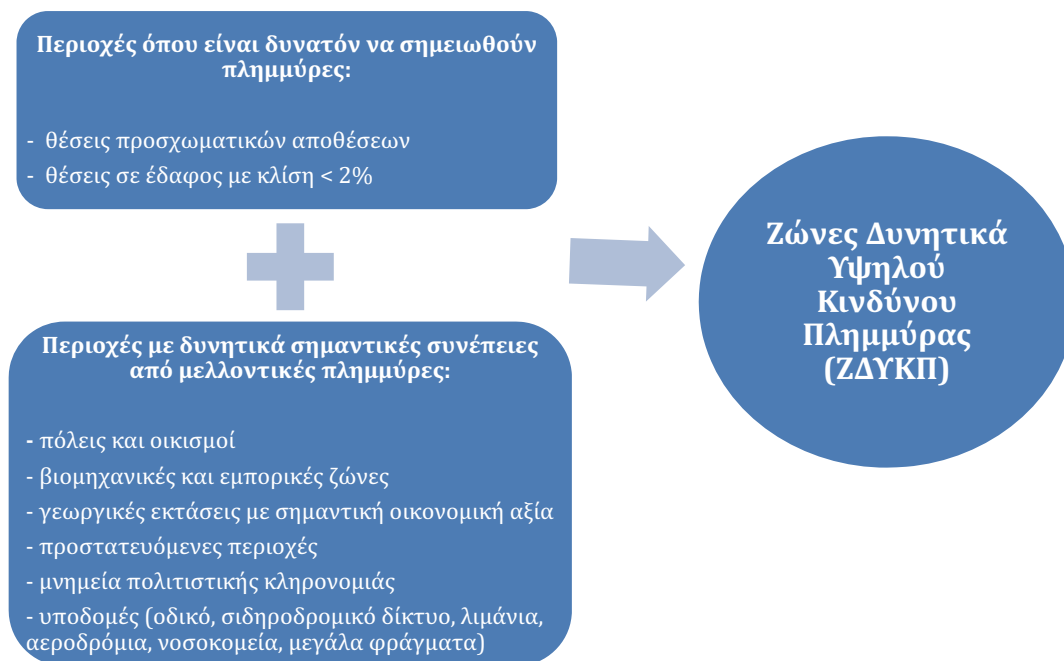 Περιοχές όπου είναι δυνατόν να σημειωθούν
πλημμύρες:
- θέσεις προσχωματικών αποθέσεων
- θέσεις σε έδαφος με κλίση < 2%
Περιοχές με δυνητικά σημαντικές συνέπειες
από μελλοντικές πλημμύρες:
- πόλεις και οικισμοί
- βιομηχανικές και εμπορικές ζώνες
- γεωργικές εκτάσεις με σημαντική οικονομική αξία
- προστατευόμενες περιοχές
- μνημεία πολιτιστικής κληρονομιάς
- υποδομές (οδικό, σιδηροδρομικό δίκτυο, λιμάνια,
αεροδρόμια, νοσοκομεία, μεγάλα φράγματα)
Ζώνες Δυνητικά
Υψηλού
Κινδύνου
Πλημμύρας
(ΖΔΥΚΠ)